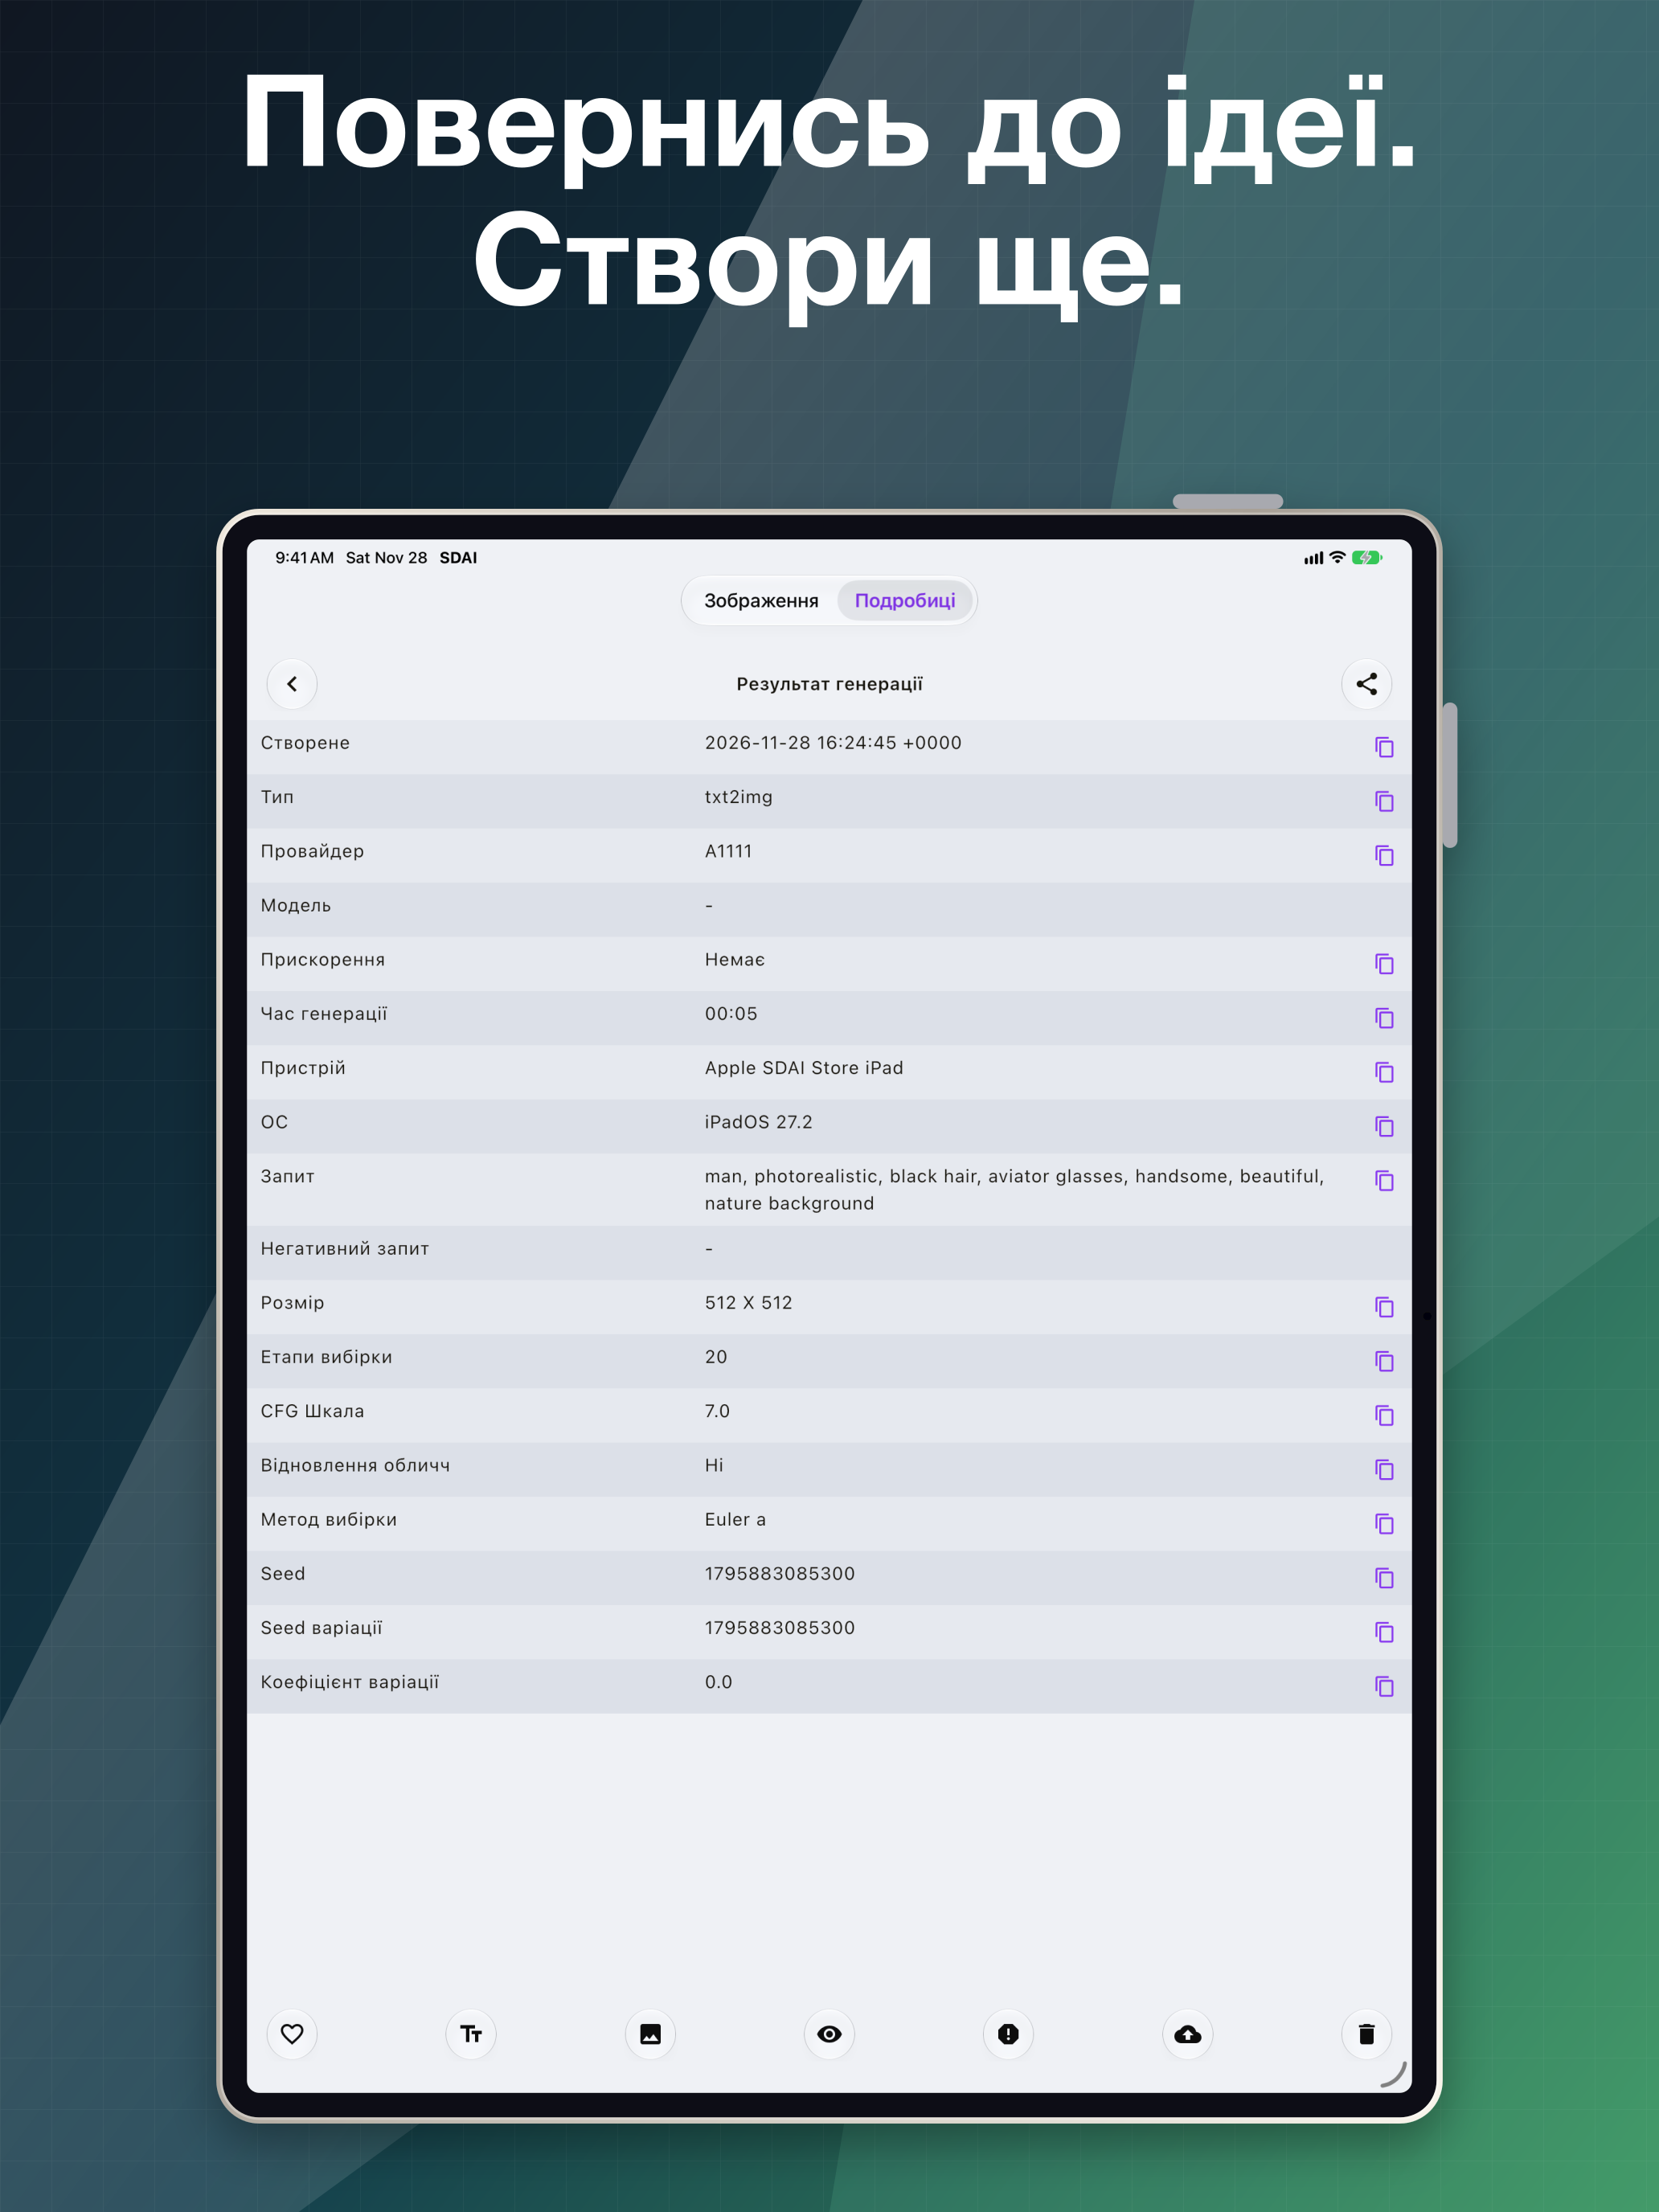 Повернись до ідеї.
Створи ще.
9:41 AM Sat Nov 28 SDAI
Зображення Подробиці
Результат генерації
Створене 2026-11-28 16:24:45 +0000
Тип txt2img
Провайдер A1111
Модель -
Прискорення Немає
Час генерації 00:05
Пристрій Apple SDAI Store iPad
ОС iPadOS 27.2
Запит man, photorealistic, black hair, aviator glasses, handsome, beautiful,
nature background
Негативний запит -
Розмір 512 X 512
Етапи вибірки 20
CFG Шкала 7.0
Відновлення обличч Ні
Метод вибірки Euler a
Seed 1795883085300
Seed варіації 1795883085300
Коефіцієнт варіації 0.0